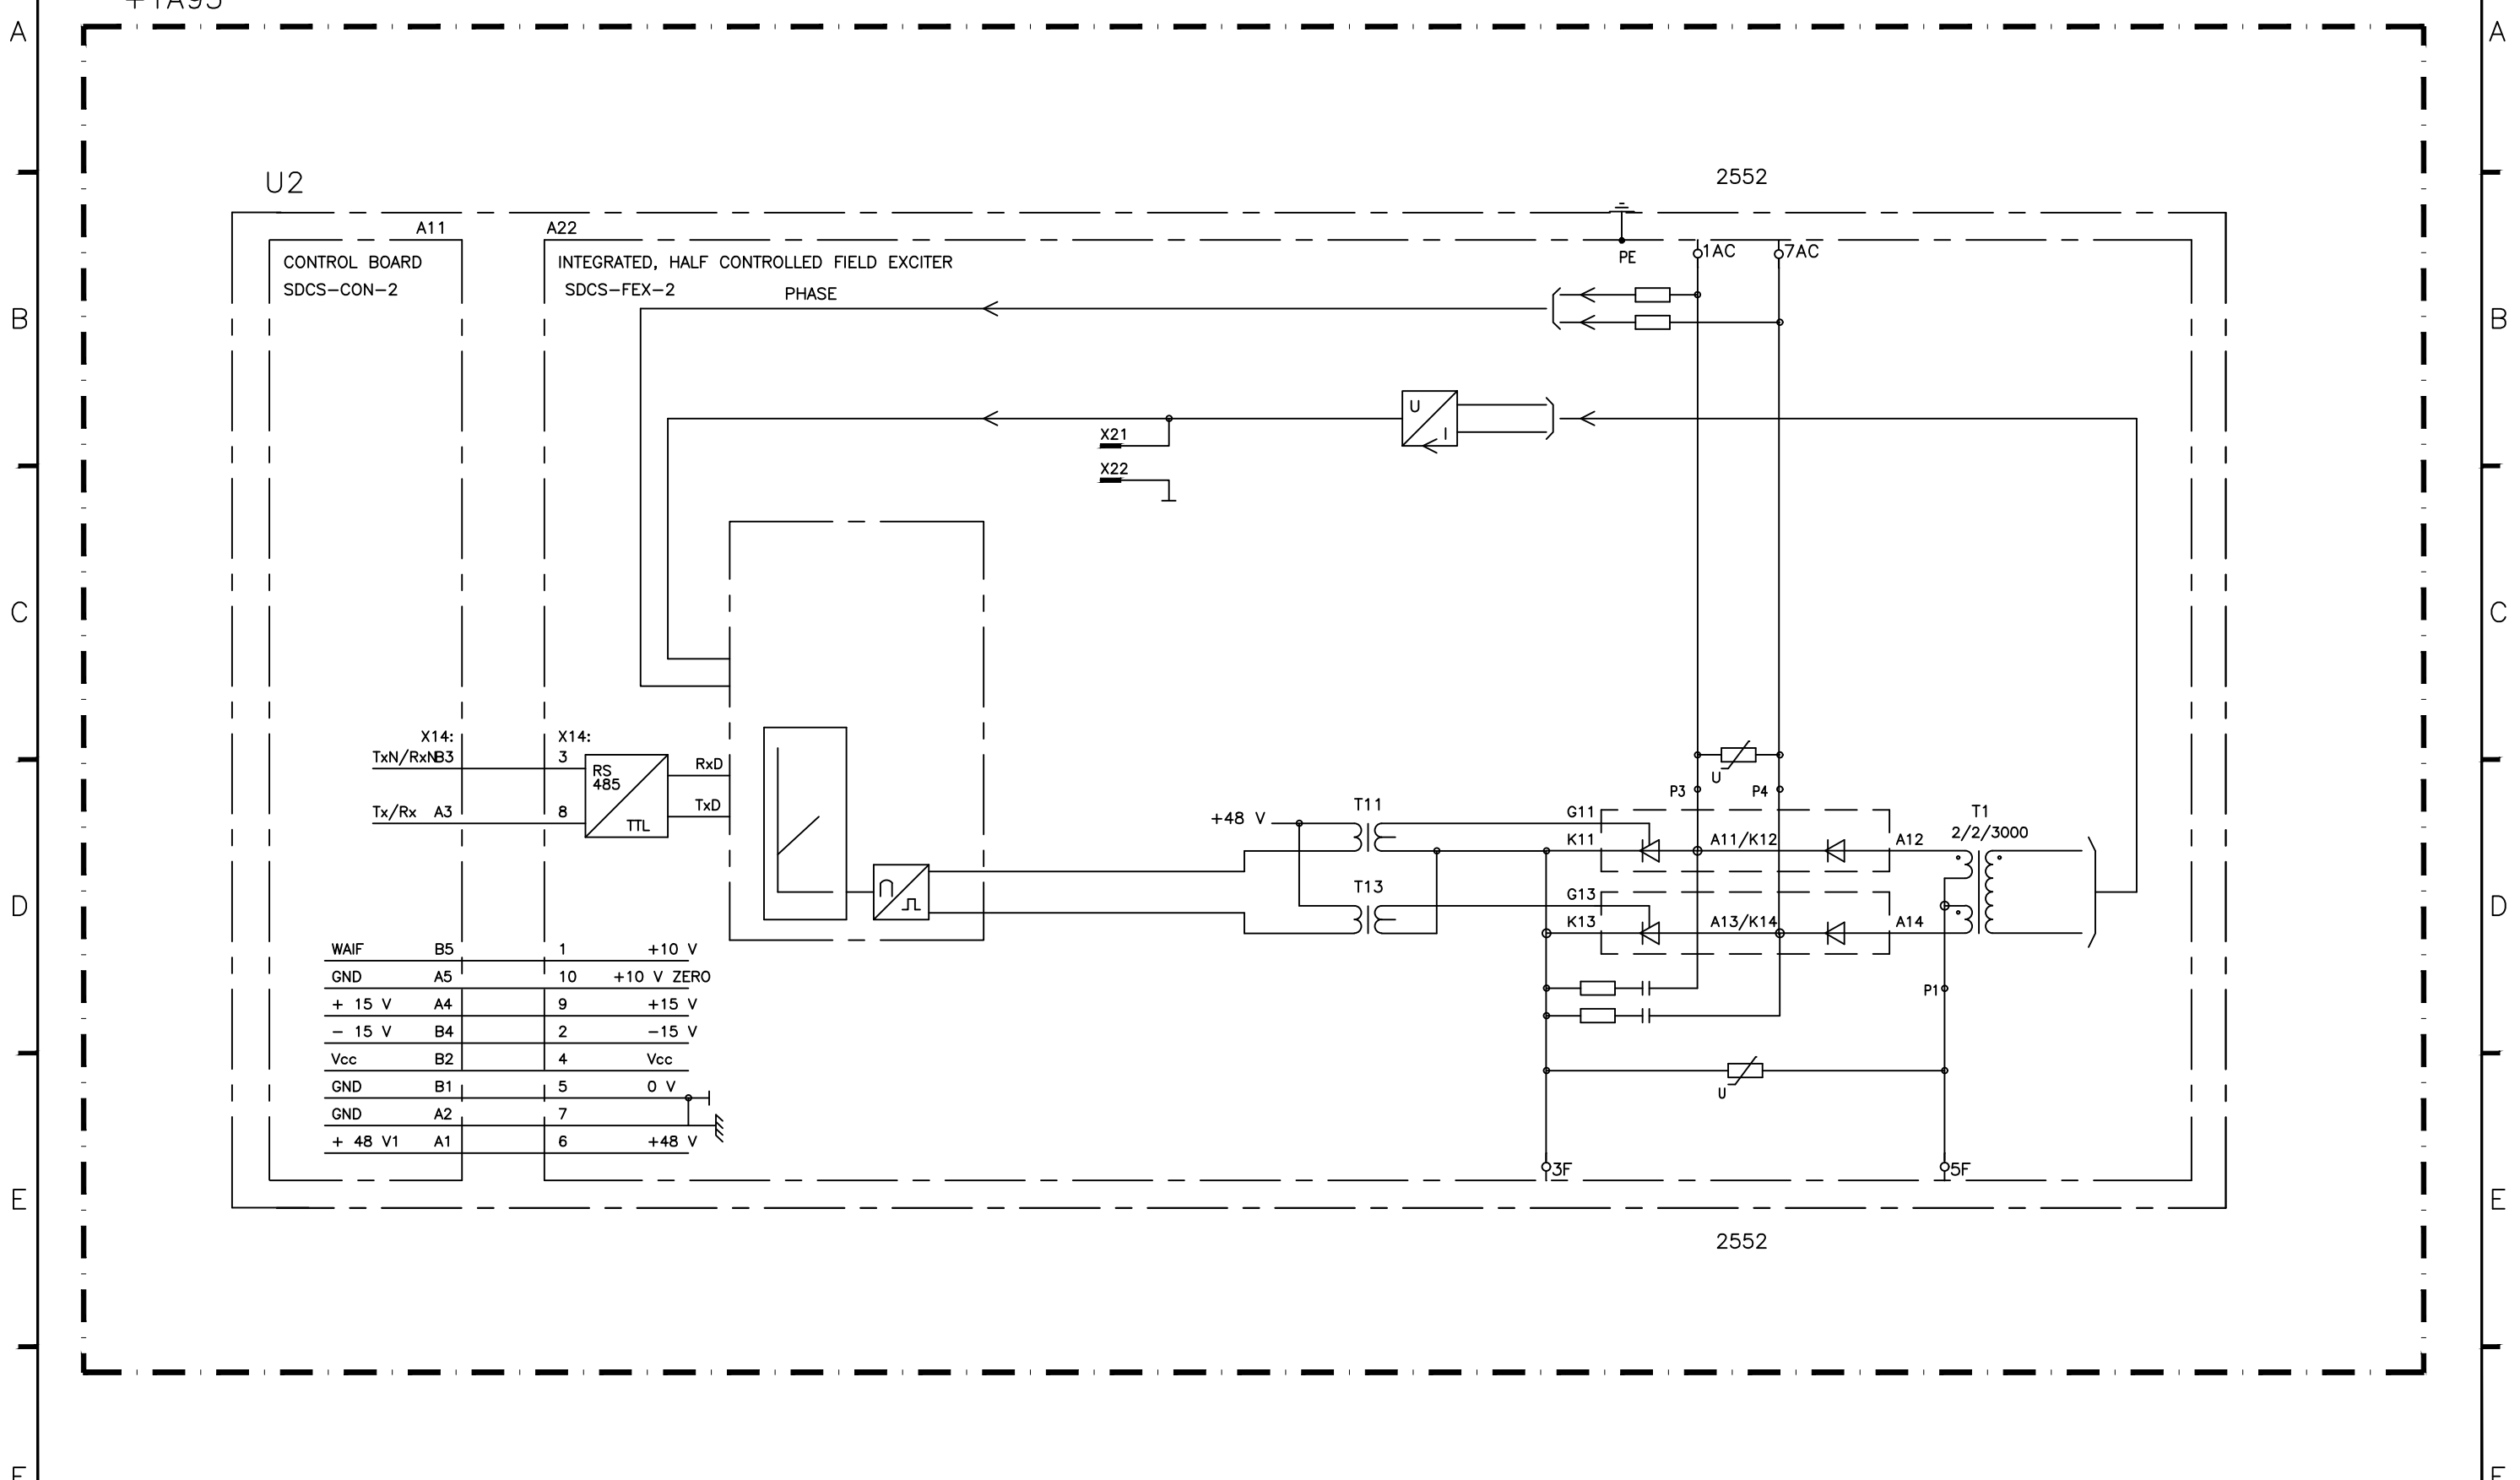 +1A95
A A
U2 2552
A11 A22
CONTROL BOARD INTEGRATED, HALF CONTROLLED FIELD EXCITER PE 1AC 7AC
SDCS-CON-2 SDCS-FEX-2
PHASE
B B
U
I
X21
X22
C C
X14: X14:
TxN/RxN B3 3 RS RxD
485
U
P3 P4
Tx/Rx A3 8 TTL TxD
+48 V T11 G11 T1
2/2/3000
K11 A11/K12 A12
T13 G13
D D
K13 A13/K14 A14
WAIF B5 1 +10 V
GND A5 10 +10 V ZERO
P1
+ 15 V A4 9 +15 V
- 15 V B4 2 -15 V
Vcc B2 4 Vcc
GND B1 5 0 V
U
GND A2 7
+ 48 V1 A1 6 +48 V
3F 5F
E E
2552